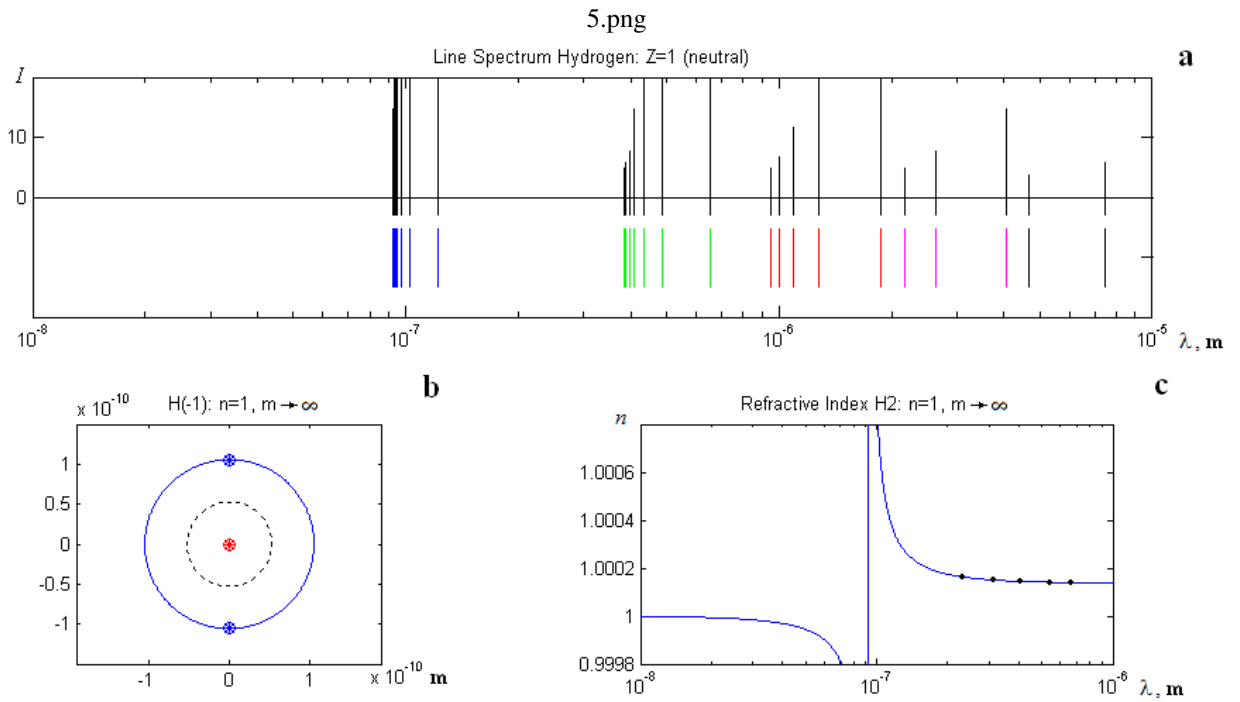 5.png
Line Spectrum Hydrogen: Z=1 (neutral)
a
I
10
0
10⁻⁸ 10⁻⁷ 10⁻⁶ 10⁻⁵ λ, m
b
x 10⁻¹⁰ H(-1): n=1, m → ∞
1
0.5
0
-0.5
-1
-1 0 1 x 10⁻¹⁰ m
c
Refractive Index H2: n=1, m → ∞
n
1.0006
1.0004
1.0002
1
0.9998
10⁻⁸ 10⁻⁷ 10⁻⁶ λ, m